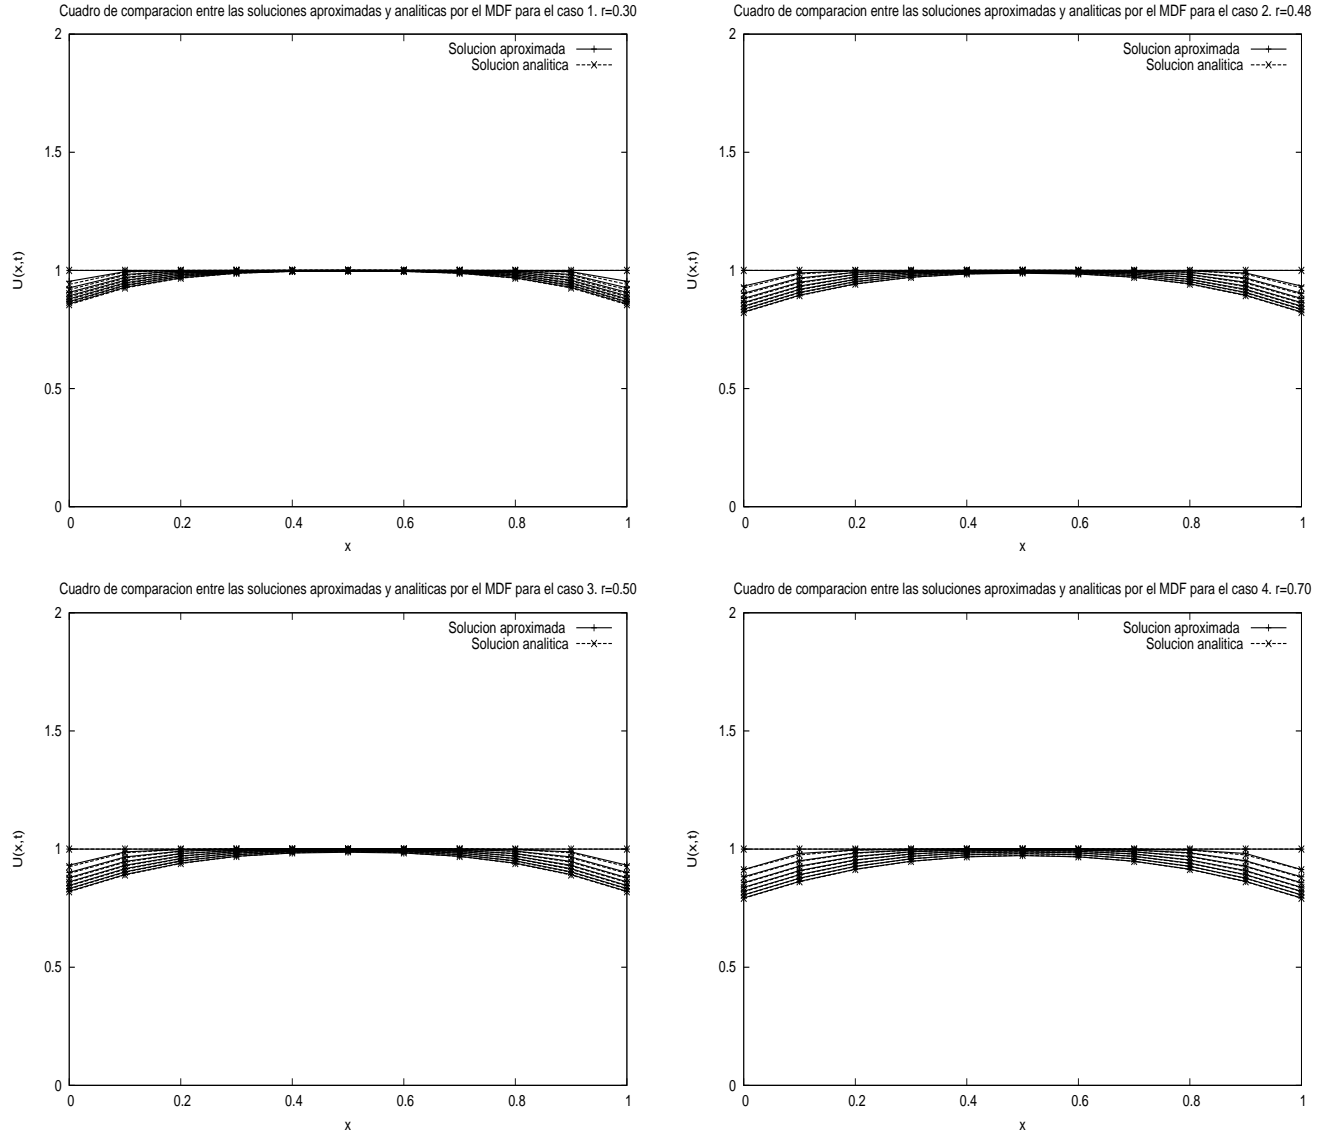 Cuadro de comparacion entre las soluciones aproximadas y analiticas por el MDF para el caso 1. r=0.30
2
1.5
1
0.5
0
U(x,t)
Solucion aproximada
Solucion analitica
0 0.2 0.4 0.6 0.8 1
x
Cuadro de comparacion entre las soluciones aproximadas y analiticas por el MDF para el caso 2. r=0.48
2
1.5
1
0.5
0
U(x,t)
Solucion aproximada
Solucion analitica
0 0.2 0.4 0.6 0.8 1
x
Cuadro de comparacion entre las soluciones aproximadas y analiticas por el MDF para el caso 3. r=0.50
2
1.5
1
0.5
0
U(x,t)
Solucion aproximada
Solucion analitica
0 0.2 0.4 0.6 0.8 1
x
Cuadro de comparacion entre las soluciones aproximadas y analiticas por el MDF para el caso 4. r=0.70
2
1.5
1
0.5
0
U(x,t)
Solucion aproximada
Solucion analitica
0 0.2 0.4 0.6 0.8 1
x